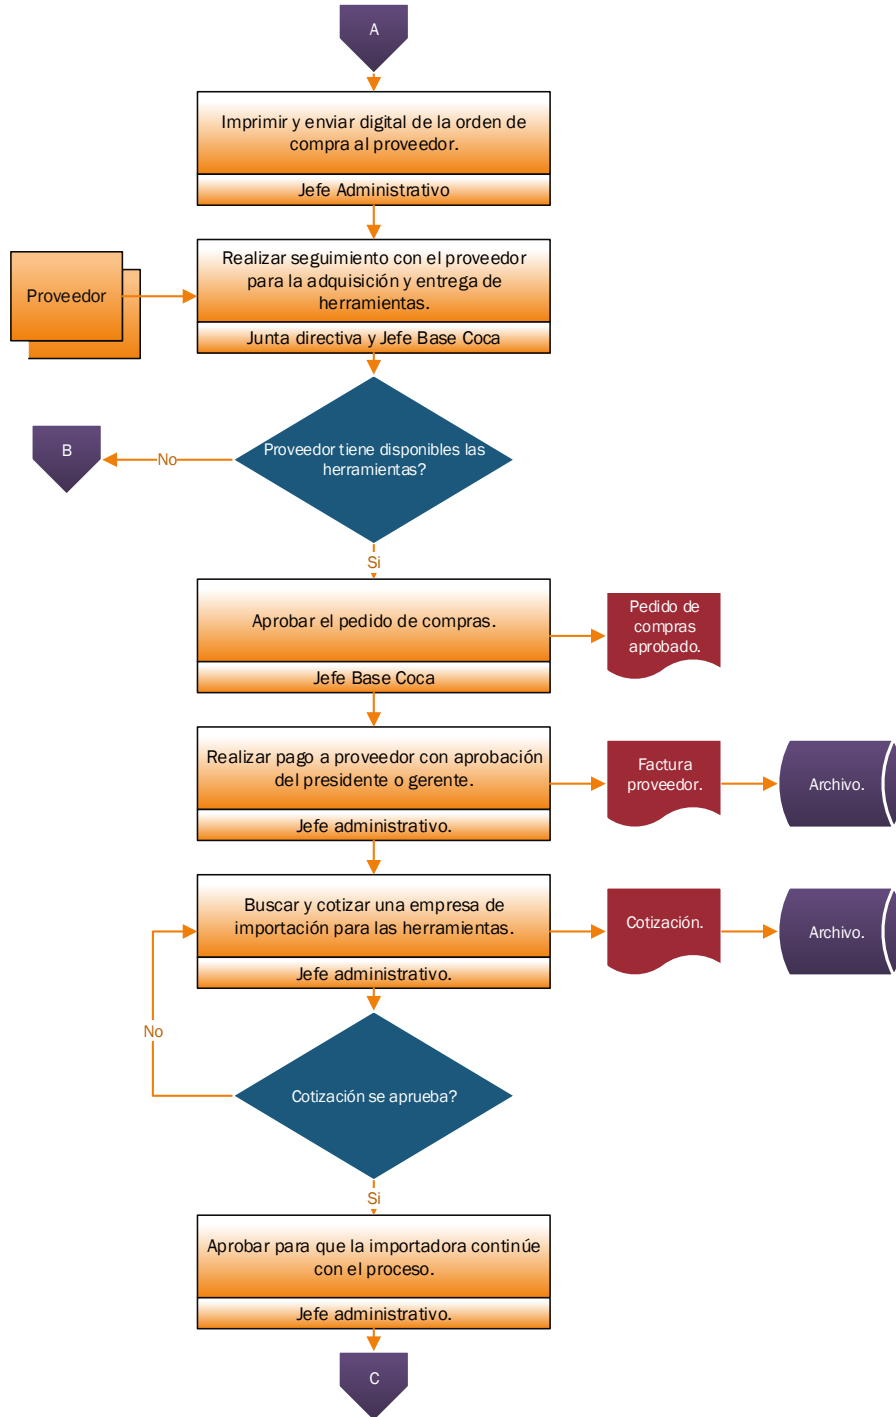 A
Imprimir y enviar digital de la orden de
compra al proveedor.
Jefe Administrativo
Realizar seguimiento con el proveedor
para la adquisición y entrega de
herramientas.
Proveedor
Junta directiva y Jefe Base Coca
B
No
Proveedor tiene disponibles las
herramientas?
Si
Aprobar el pedido de compras.
Jefe Base Coca
Pedido de
compras
aprobado.
Realizar pago a proveedor con aprobación
del presidente o gerente.
Jefe administrativo.
Factura
proveedor.
Archivo.
Buscar y cotizar una empresa de
importación para las herramientas.
Jefe administrativo.
Cotización.
Archivo.
No
Cotización se aprueba?
Si
Aprobar para que la importadora continúe
con el proceso.
Jefe administrativo.
C